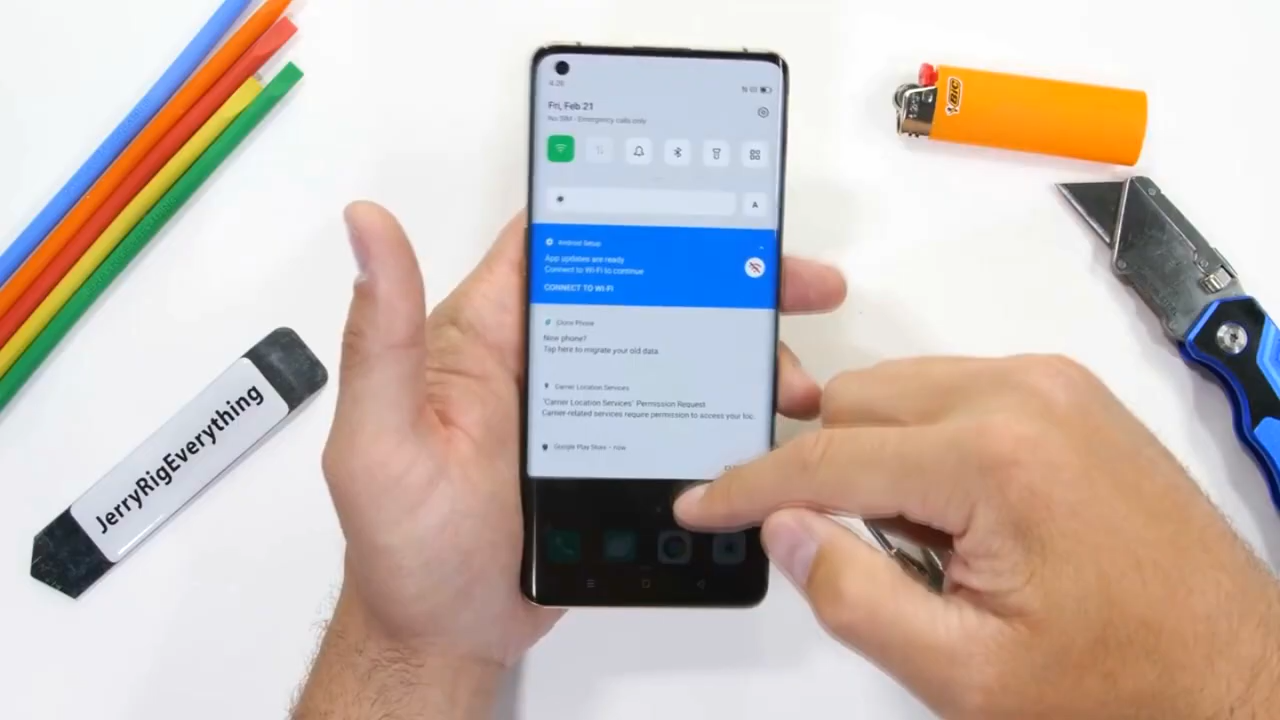 4:26
Fri, Feb 21
No SIM - Emergency calls only
A
Android Setup
App updates are ready
Connect to Wi-Fi to continue
CONNECT TO WI-FI
Clone Phone
New phone?
Tap here to migrate your old data.
Carrier Location Services
'Carrier Location Services' Permission Request
Carrier-related services require permission to access your loc.
Google Play Store • now
JerryRigEverything
BIC